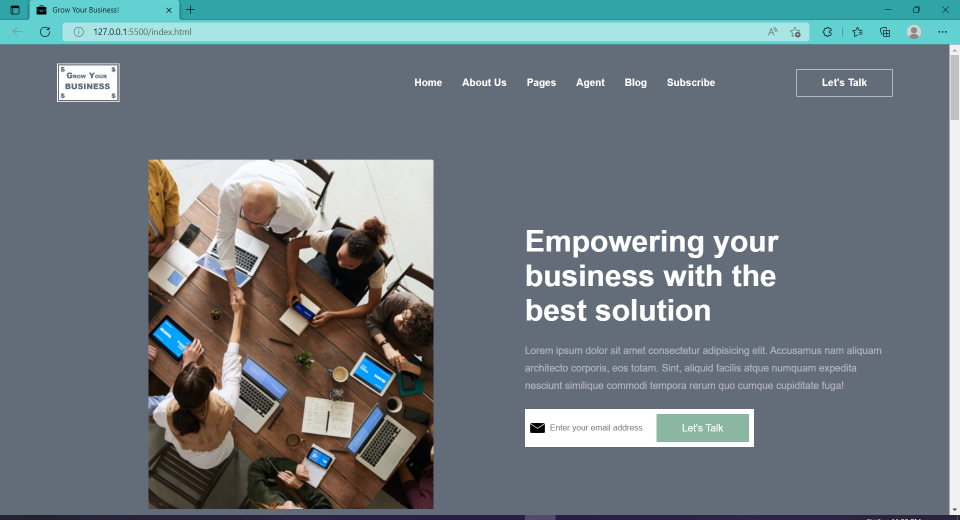 Grow Your Business!
127.0.0.1:5500/index.html
$ $
Grow Your
BUSINESS
$ $
Home About Us Pages Agent Blog Subscribe Let's Talk
Empowering your
business with the
best solution
Lorem ipsum dolor sit amet consectetur adipisicing elit. Accusamus nam aliquam
architecto corporis, eos totam. Sint, aliquid facilis atque numquam expedita
nesciunt similique commodi tempora rerum quo cumque cupiditate fuga!
Enter your email address Let's Talk